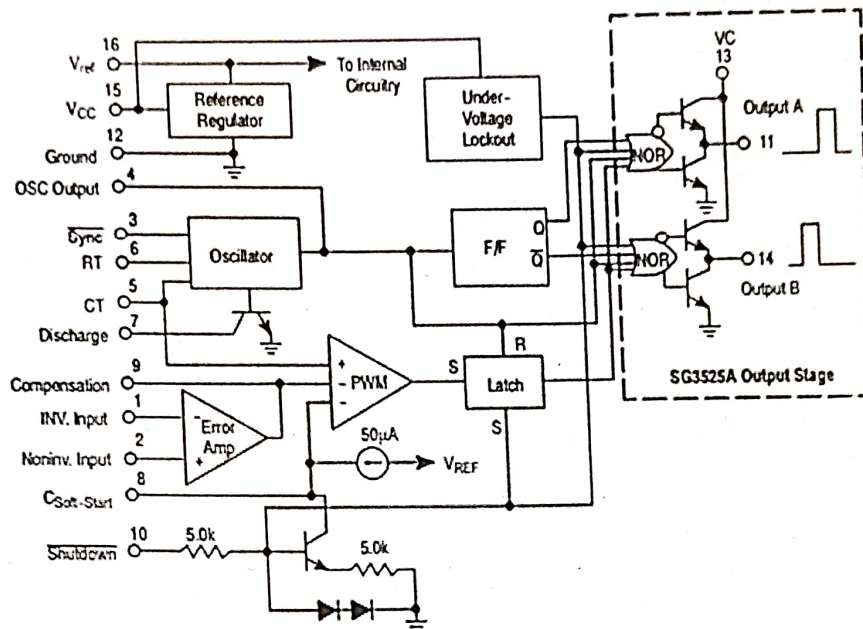 16
Vref
To Internal
Circuitry
15
VCC
Reference
Regulator
Under-
Voltage
Lockout
12
Ground
4
OSC Output
3
Sync
6
RT
Oscillator
5
CT
7
Discharge
F/F
Q
Q
9
Compensation
1
INV. Input
2
Noninv. Input
8
CSoft-Start
Error
Amp
PWM
+
−
−
−
+
S
R
Latch
S
50µA
VREF
10
Shutdown
5.0k
5.0k
VC
13
Output A
NOR
11
NOR
14
Output B
SG3525A Output Stage